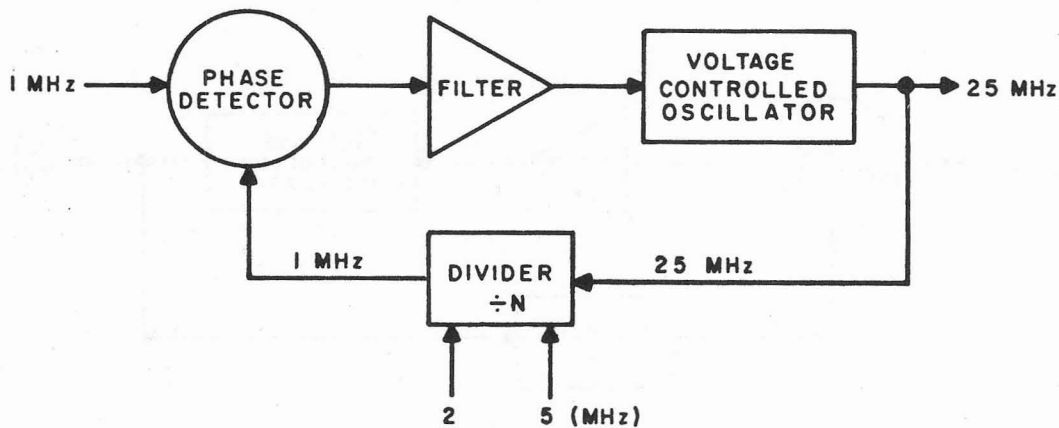 1 MHz
PHASE
DETECTOR
FILTER
VOLTAGE
CONTROLLED
OSCILLATOR
25 MHz
1 MHz
DIVIDER
÷N
25 MHz
2
5 (MHz)